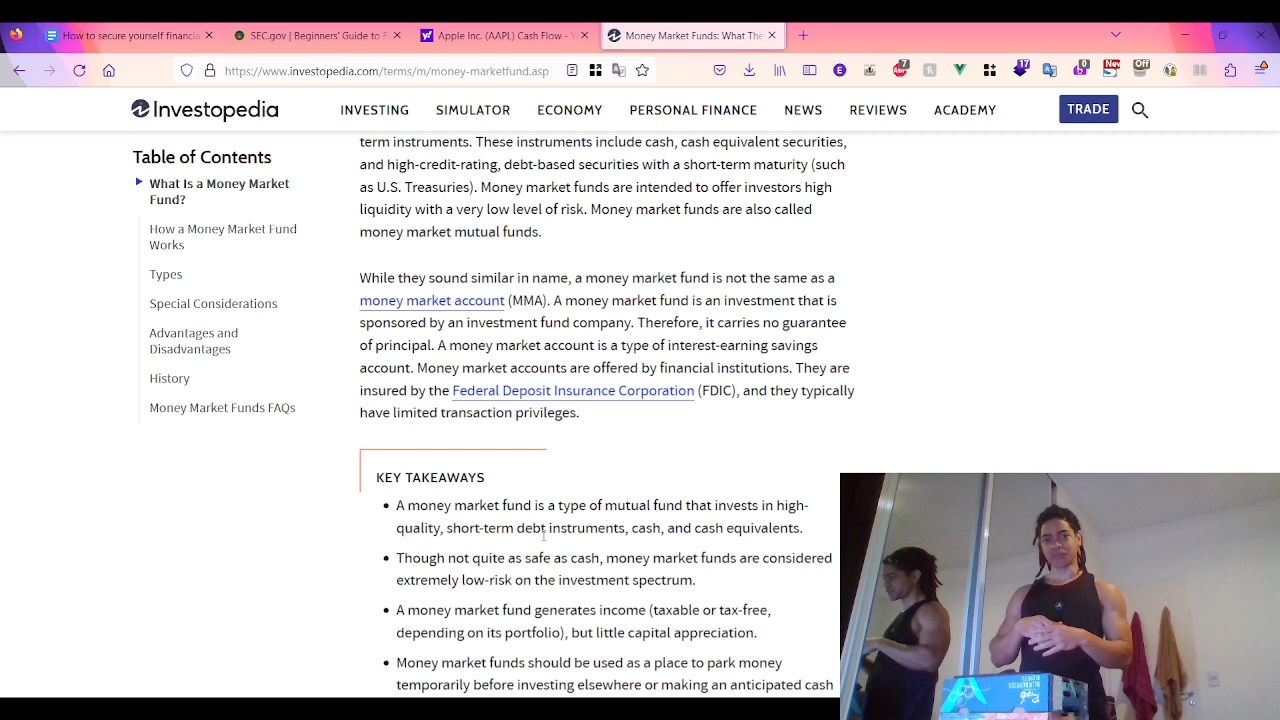 How to secure yourself financia
SEC.gov | Beginners' Guide to F
Apple Inc. (AAPL) Cash Flow - Y
Money Market Funds: What The
https://www.investopedia.com/terms/m/money-marketfund.asp
7
New
17
Off
0
Investopedia
INVESTING SIMULATOR ECONOMY PERSONAL FINANCE NEWS REVIEWS ACADEMY
TRADE
Table of Contents
What Is a Money Market
Fund?
How a Money Market Fund
Works
Types
Special Considerations
Advantages and
Disadvantages
History
Money Market Funds FAQs
term instruments. These instruments include cash, cash equivalent securities,
and high-credit-rating, debt-based securities with a short-term maturity (such
as U.S. Treasuries). Money market funds are intended to offer investors high
liquidity with a very low level of risk. Money market funds are also called
money market mutual funds.
While they sound similar in name, a money market fund is not the same as a
money market account (MMA). A money market fund is an investment that is
sponsored by an investment fund company. Therefore, it carries no guarantee
of principal. A money market account is a type of interest-earning savings
account. Money market accounts are offered by financial institutions. They are
insured by the Federal Deposit Insurance Corporation (FDIC), and they typically
have limited transaction privileges.
KEY TAKEAWAYS
A money market fund is a type of mutual fund that invests in high-
quality, short-term debt instruments, cash, and cash equivalents.
Though not quite as safe as cash, money market funds are considered
extremely low-risk on the investment spectrum.
A money market fund generates income (taxable or tax-free,
depending on its portfolio), but little capital appreciation.
Money market funds should be used as a place to park money
temporarily before investing elsewhere or making an anticipated cash